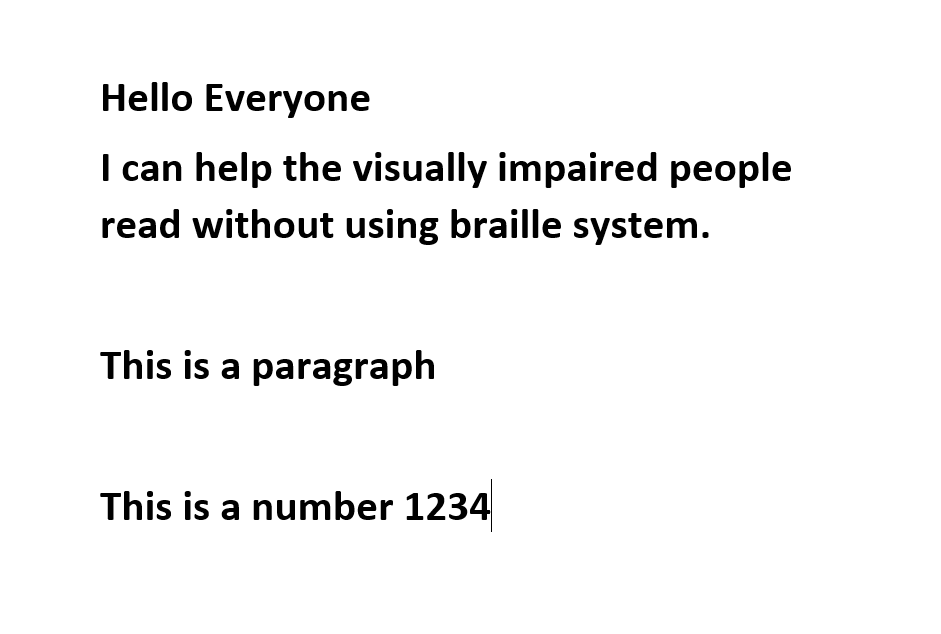 Hello Everyone
I can help the visually impaired people
read without using braille system.
This is a paragraph
This is a number 1234